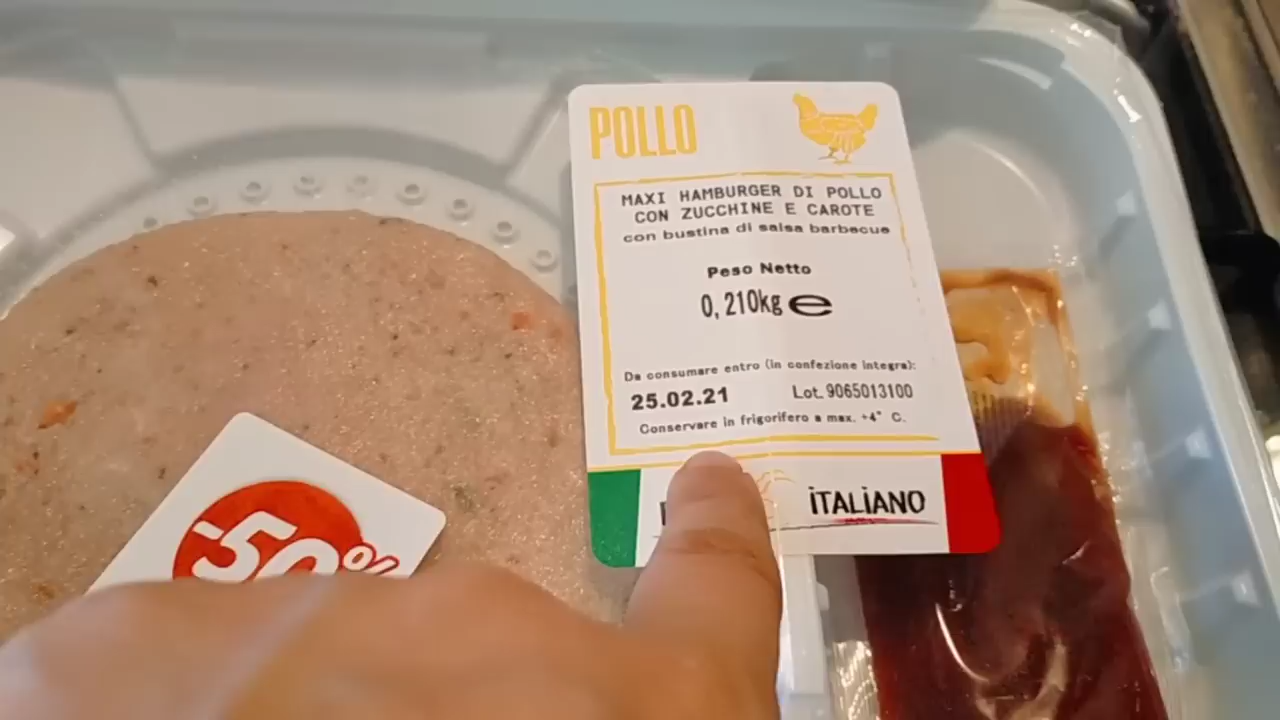 POLLO
MAXI HAMBURGER DI POLLO
CON ZUCCHINE E CAROTE
con bustina di salsa barbecue
Peso Netto
0,210kg e
Da consumare entro (in confezione integra):
25.02.21 Lot. 9065013100
Conservare in frigorifero a max. +4° C.
ITALIANO
-50%